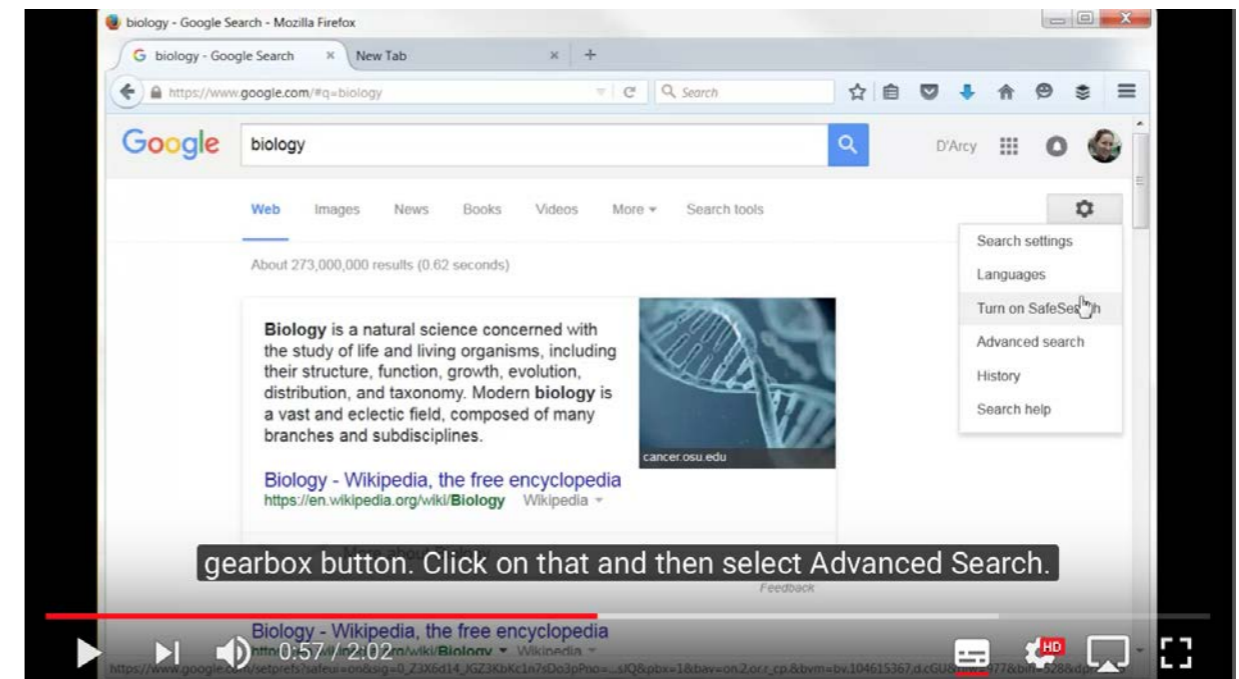 biology - Google Search - Mozilla Firefox
biology - Google Search
New Tab
https://www.google.com/#q=biology
Search
Google
biology
D'Arcy
Web Images News Books Videos More Search tools
Search settings
Languages
Turn on SafeSearch
Advanced search
History
Search help
About 273,000,000 results (0.62 seconds)
Biology is a natural science concerned with
the study of life and living organisms, including
their structure, function, growth, evolution,
distribution, and taxonomy. Modern biology is
a vast and eclectic field, composed of many
branches and subdisciplines.
cancer.osu.edu
Biology - Wikipedia, the free encyclopedia
https://en.wikipedia.org/wiki/Biology Wikipedia
gearbox button. Click on that and then select Advanced Search.
Feedback
Biology - Wikipedia, the free encyclopedia
0:57 / 2:02
HD